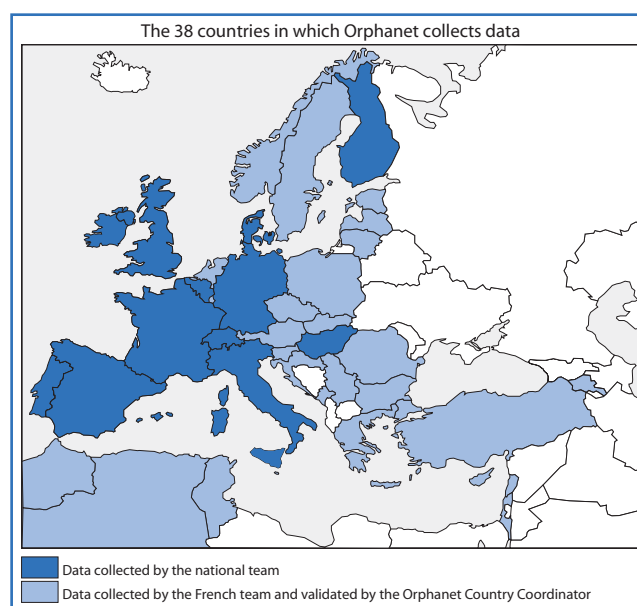 The 38 countries in which Orphanet collects data
Data collected by the national team
Data collected by the French team and validated by the Orphanet Country Coordinator